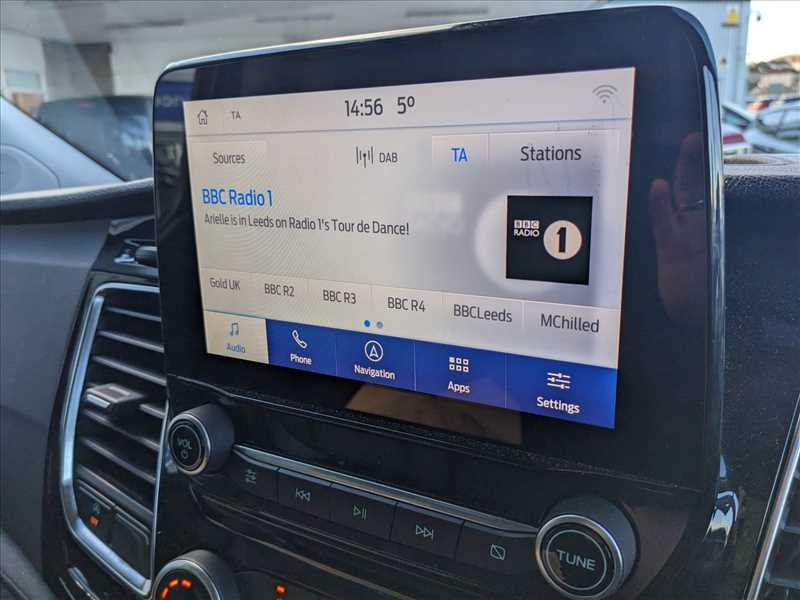 TA 14:56 5°
Sources DAB TA Stations
BBC Radio 1
Arielle is in Leeds on Radio 1's Tour de Dance!
BBC
RADIO 1
Gold UK BBC R2 BBC R3 BBC R4 BBCLeeds MChilled
Audio Phone Navigation Apps Settings
VOL
TUNE